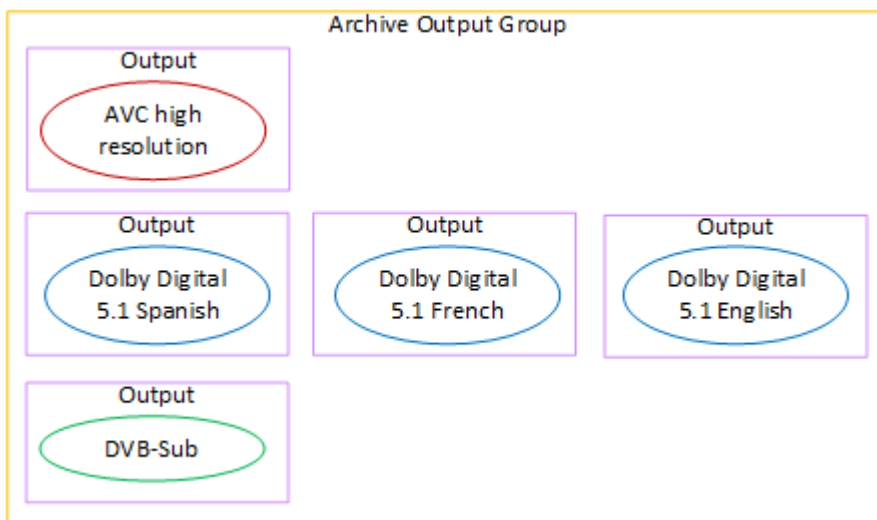 Archive Output Group
Output
AVC high
resolution
Output
Dolby Digital
5.1 Spanish
Output
Dolby Digital
5.1 French
Output
Dolby Digital
5.1 English
Output
DVB-Sub